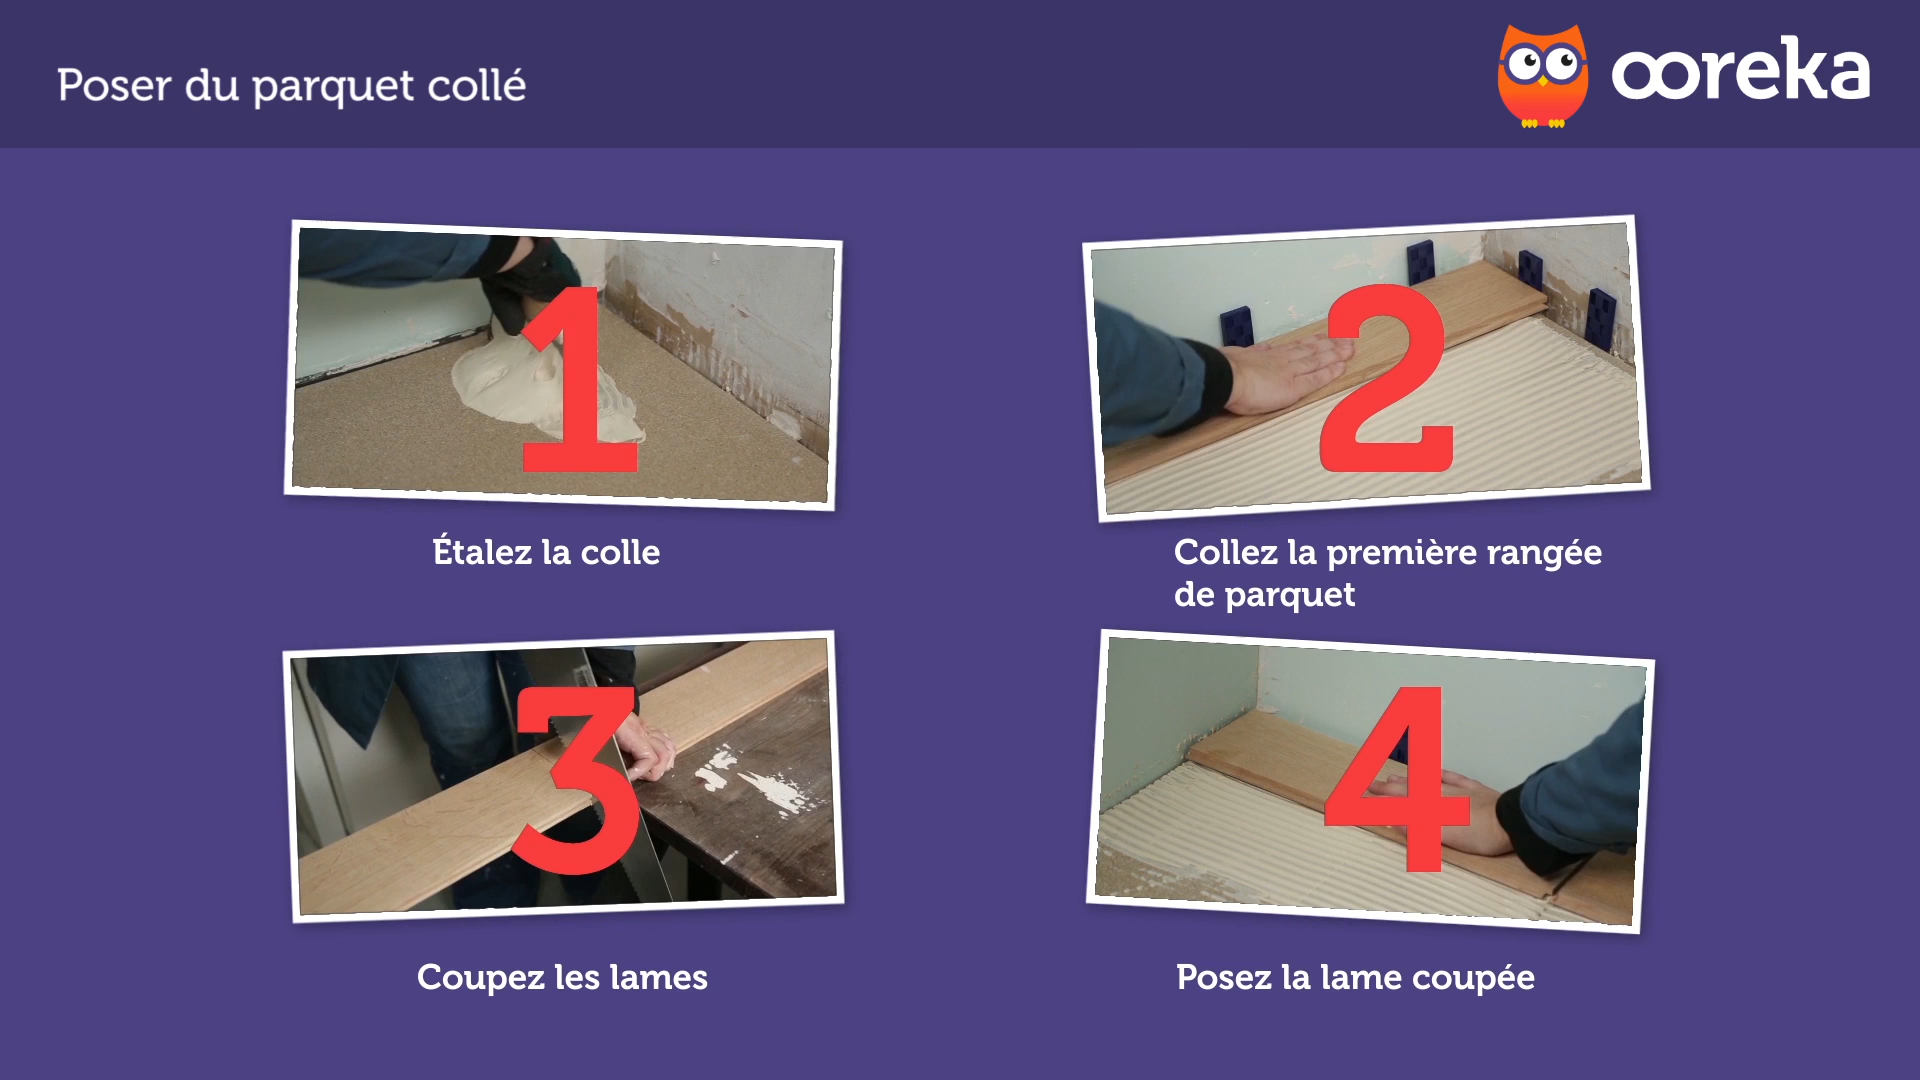 Poser du parquet collé
ooreka
1
2
Étalez la colle
Collez la première rangée
de parquet
3
4
Coupez les lames
Posez la lame coupée